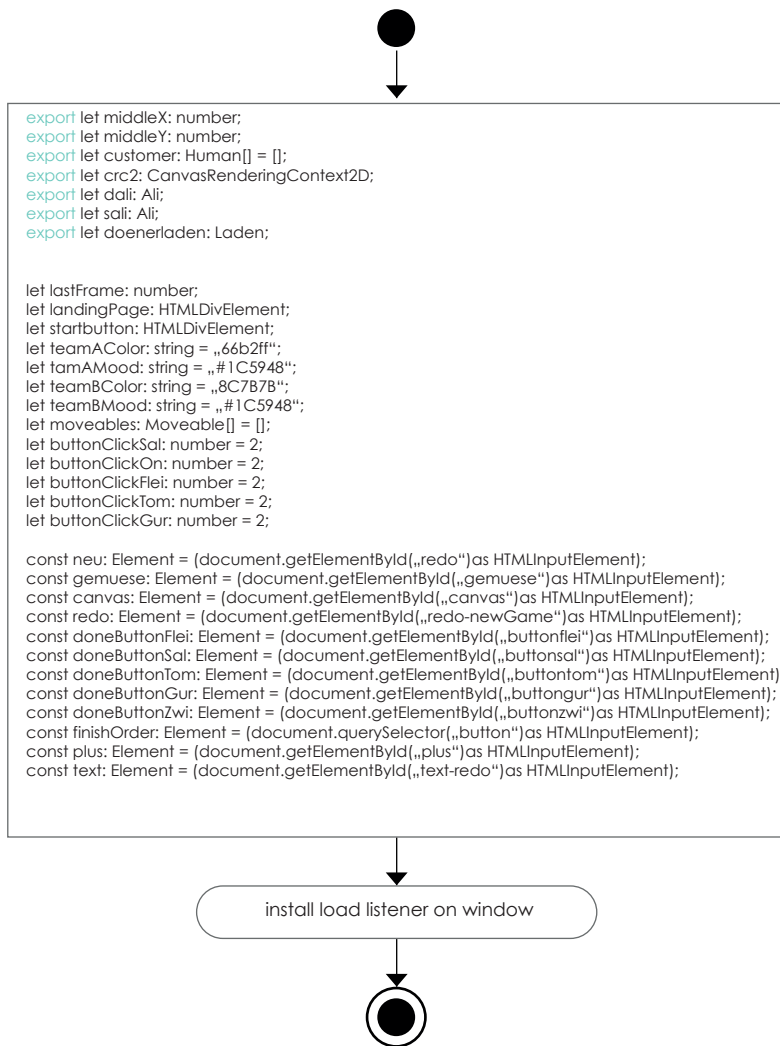 export let middleX: number;
export let middleY: number;
export let customer: Human[] = [];
export let crc2: CanvasRenderingContext2D;
export let dali: Ali;
export let sali: Ali;
export let doenerladen: Laden;
let lastFrame: number;
let landingPage: HTMLDivElement;
let startbutton: HTMLDivElement;
let teamAColor: string = „66b2ff“;
let tamAMood: string = „#1C5948“;
let teamBColor: string = „8C7B7B“;
let teamBMood: string = „#1C5948“;
let moveables: Moveable[] = [];
let buttonClickSal: number = 2;
let buttonClickOn: number = 2;
let buttonClickFlei: number = 2;
let buttonClickTom: number = 2;
let buttonClickGur: number = 2;
const neu: Element = (document.getElementById(„redo“)as HTMLInputElement);
const gemuese: Element = (document.getElementById(„gemuese“)as HTMLInputElement);
const canvas: Element = (document.getElementById(„canvas“)as HTMLInputElement);
const redo: Element = (document.getElementById(„redo-newGame“)as HTMLInputElement);
const doneButtonFlei: Element = (document.getElementById(„buttonflei“)as HTMLInputElement);
const doneButtonSal: Element = (document.getElementById(„buttonsal“)as HTMLInputElement);
const doneButtonTom: Element = (document.getElementById(„buttontom“)as HTMLInputElement)
const doneButtonGur: Element = (document.getElementById(„buttongur“)as HTMLInputElement);
const doneButtonZwi: Element = (document.getElementById(„buttonzwi“)as HTMLInputElement);
const finishOrder: Element = (document.querySelector(„button“)as HTMLInputElement);
const plus: Element = (document.getElementById(„plus“)as HTMLInputElement);
const text: Element = (document.getElementById(„text-redo“)as HTMLInputElement);
install load listener on window